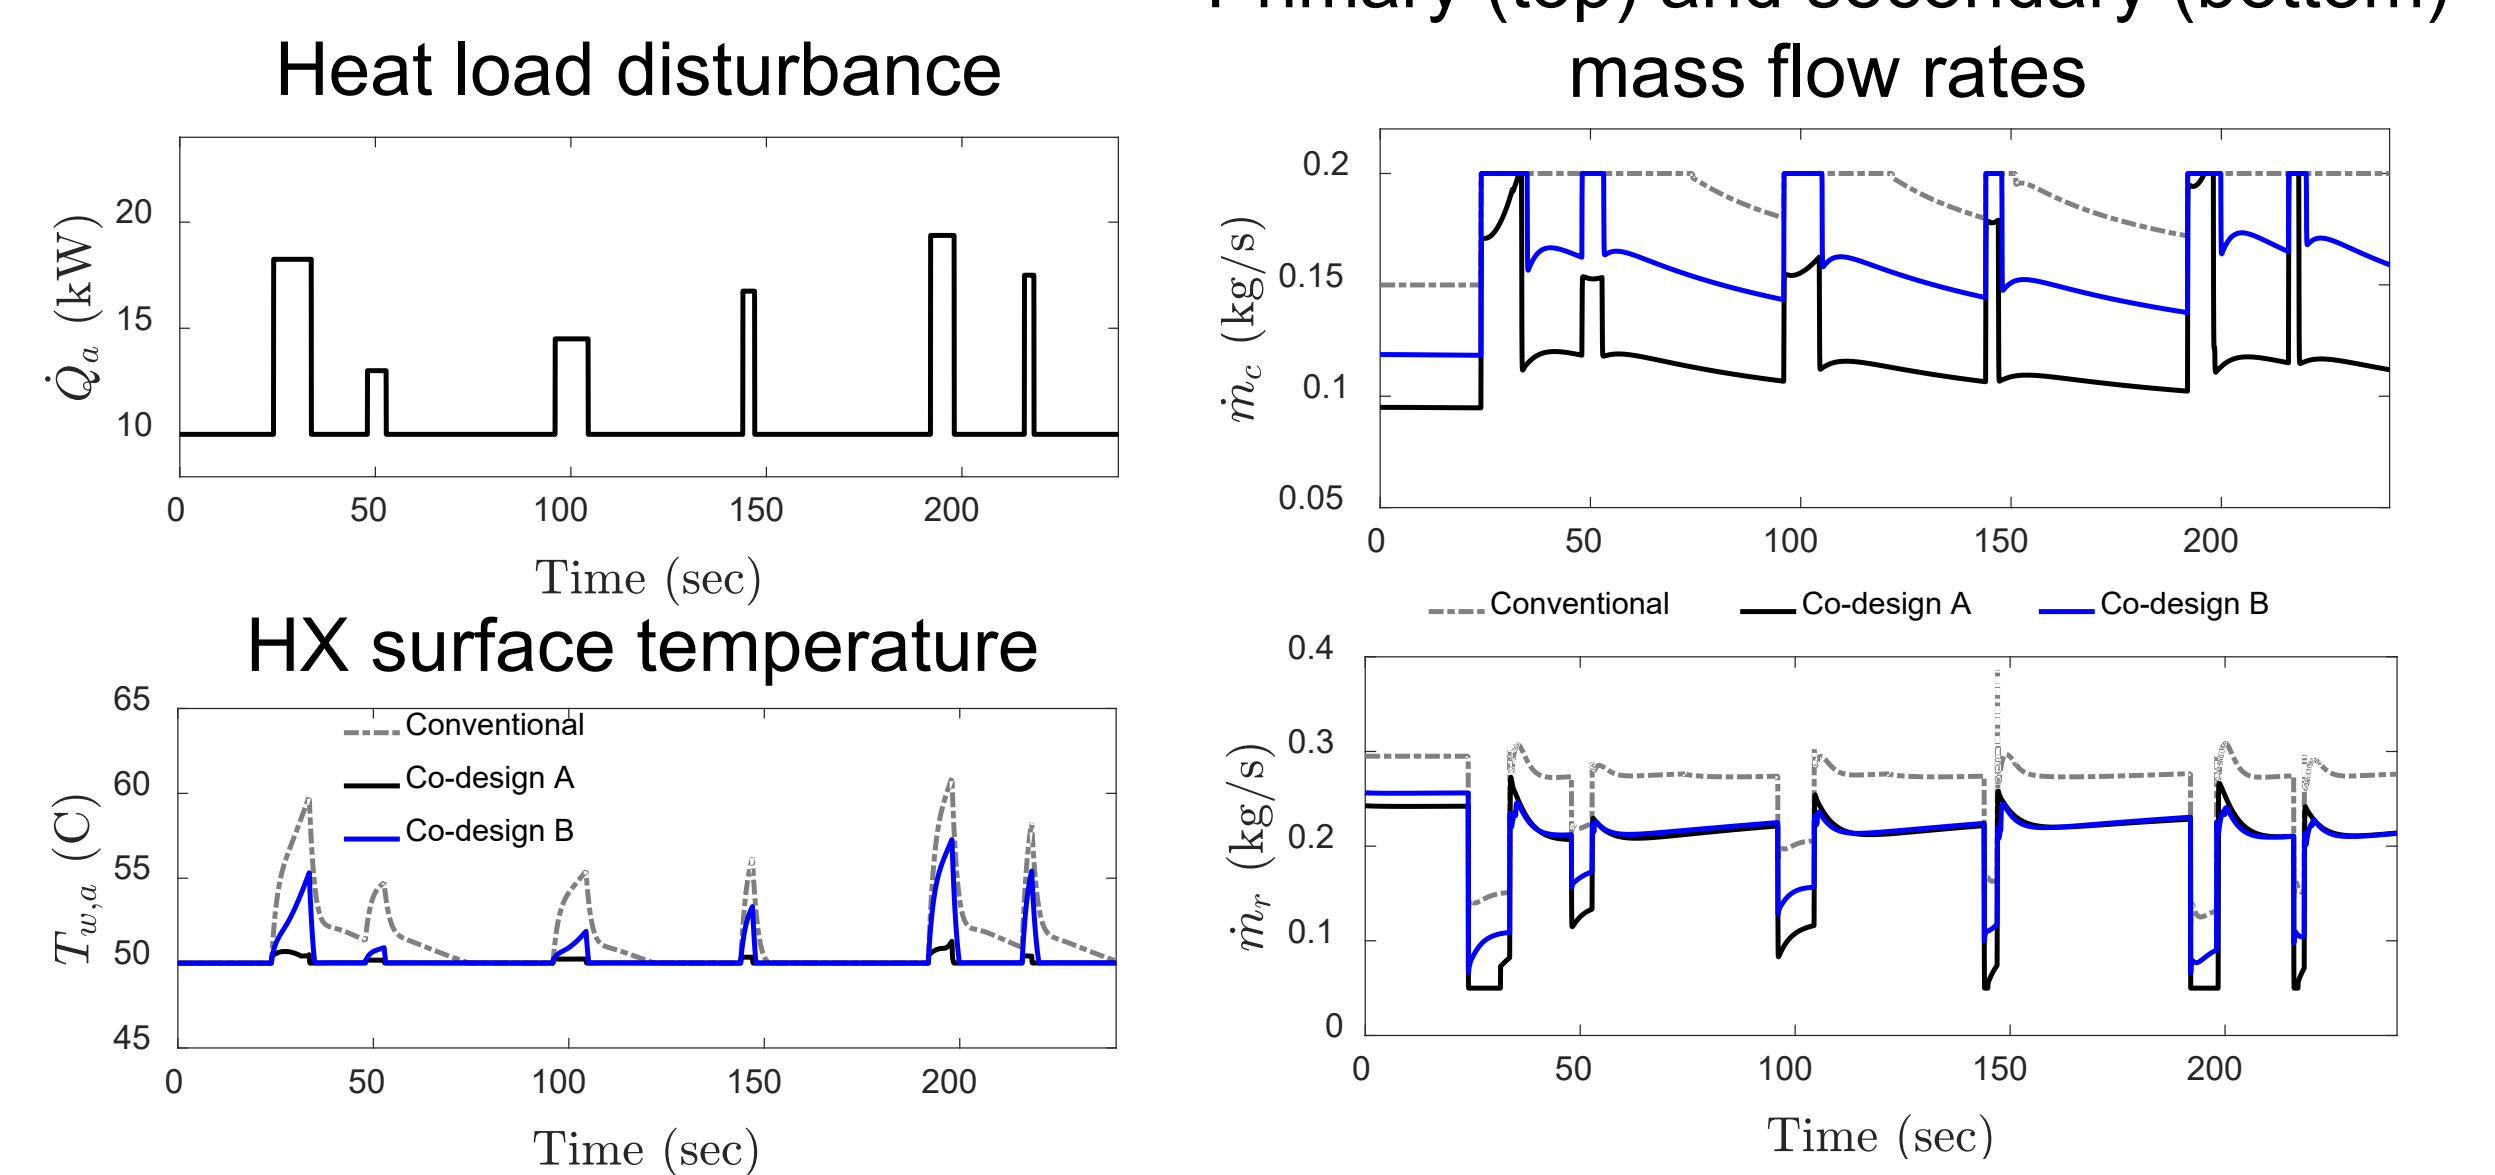 Heat load disturbance
20
15
10
Q̇a (kW)
0 50 100 150 200
Time (sec)
HX surface temperature
65
60
55
50
45
Tw,a (C)
Conventional
Co-design A
Co-design B
0 50 100 150 200
Time (sec)
Primary (top) and secondary (bottom)
mass flow rates
0.2
0.15
0.1
0.05
ṁc (kg/s)
0 50 100 150 200
Conventional Co-design A Co-design B
0.4
0.3
0.2
0.1
0
ṁr (kg/s)
0 50 100 150 200
Time (sec)